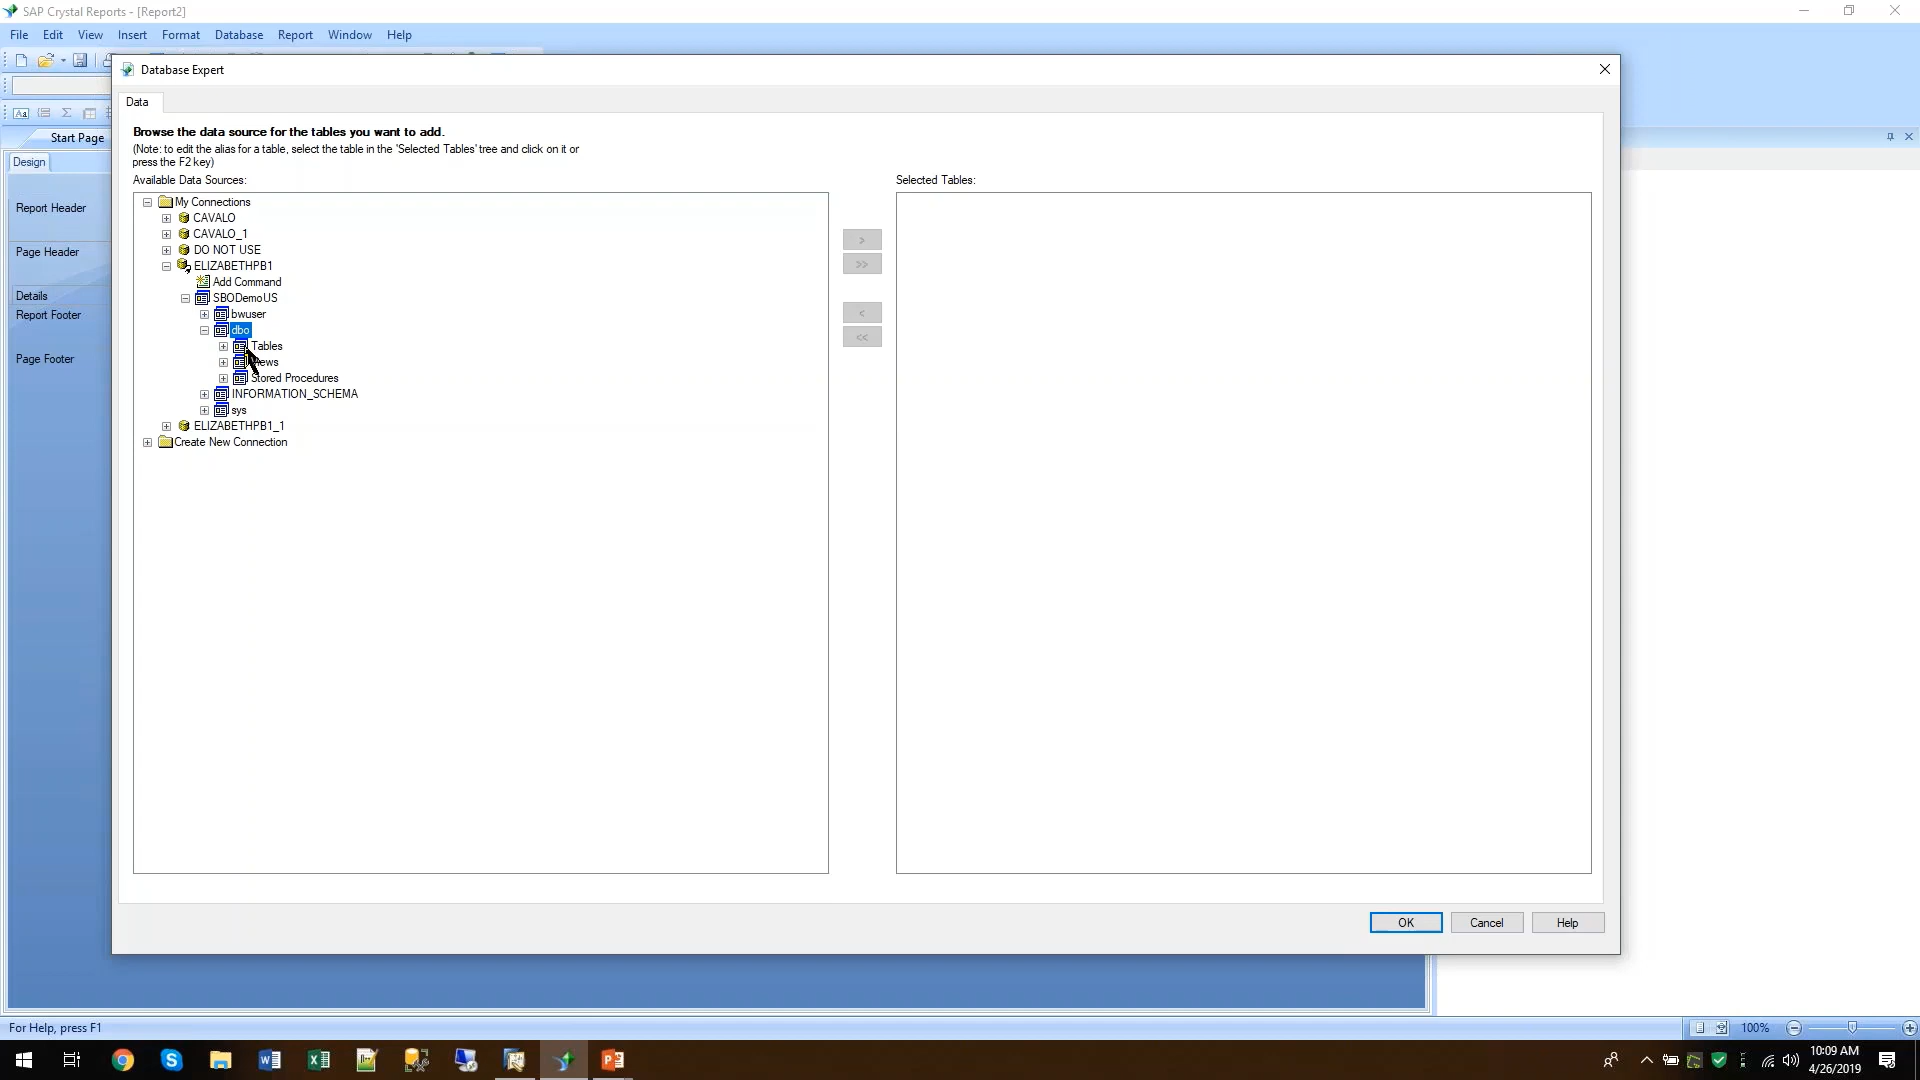 SAP Crystal Reports - [Report2]
File Edit View Insert Format Database Report Window Help
Database Expert
Data
Start Page
Browse the data source for the tables you want to add.
(Note: to edit the alias for a table, select the table in the 'Selected Tables' tree and click on it or
press the F2 key)
Design
Available Data Sources:
Selected Tables:
Report Header
Page Header
Details
Report Footer
Page Footer
My Connections
CAVALO
CAVALO_1
DO NOT USE
ELIZABETHPB1
Add Command
SBODemoUS
bwuser
dbo
Tables
Stored Procedures
INFORMATION_SCHEMA
sys
ELIZABETHPB1_1
Create New Connection
>
>>
<
<<
OK Cancel Help
For Help, press F1
100%
10:09 AM
4/26/2019